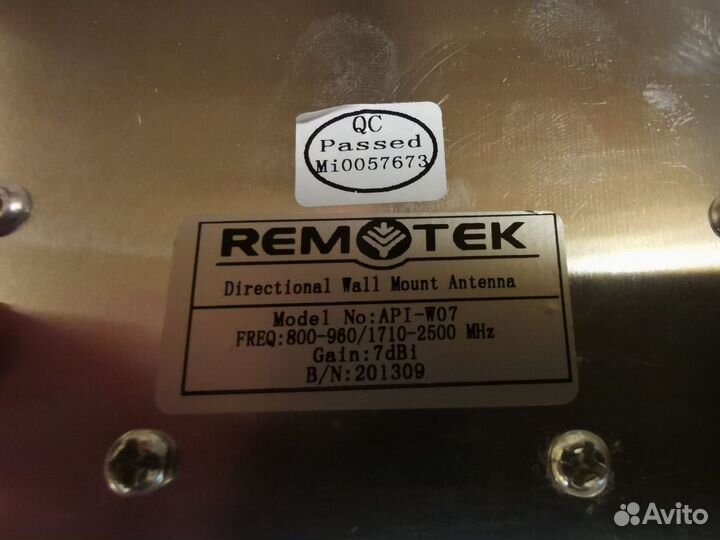 QC
Passed
Mi0057673
REMOTEK
Directional Wall Mount Antenna
Model No:API-W07
FREQ:800-960/1710-2500 MHz
Gain:7dBi
B/N:201309
Avito